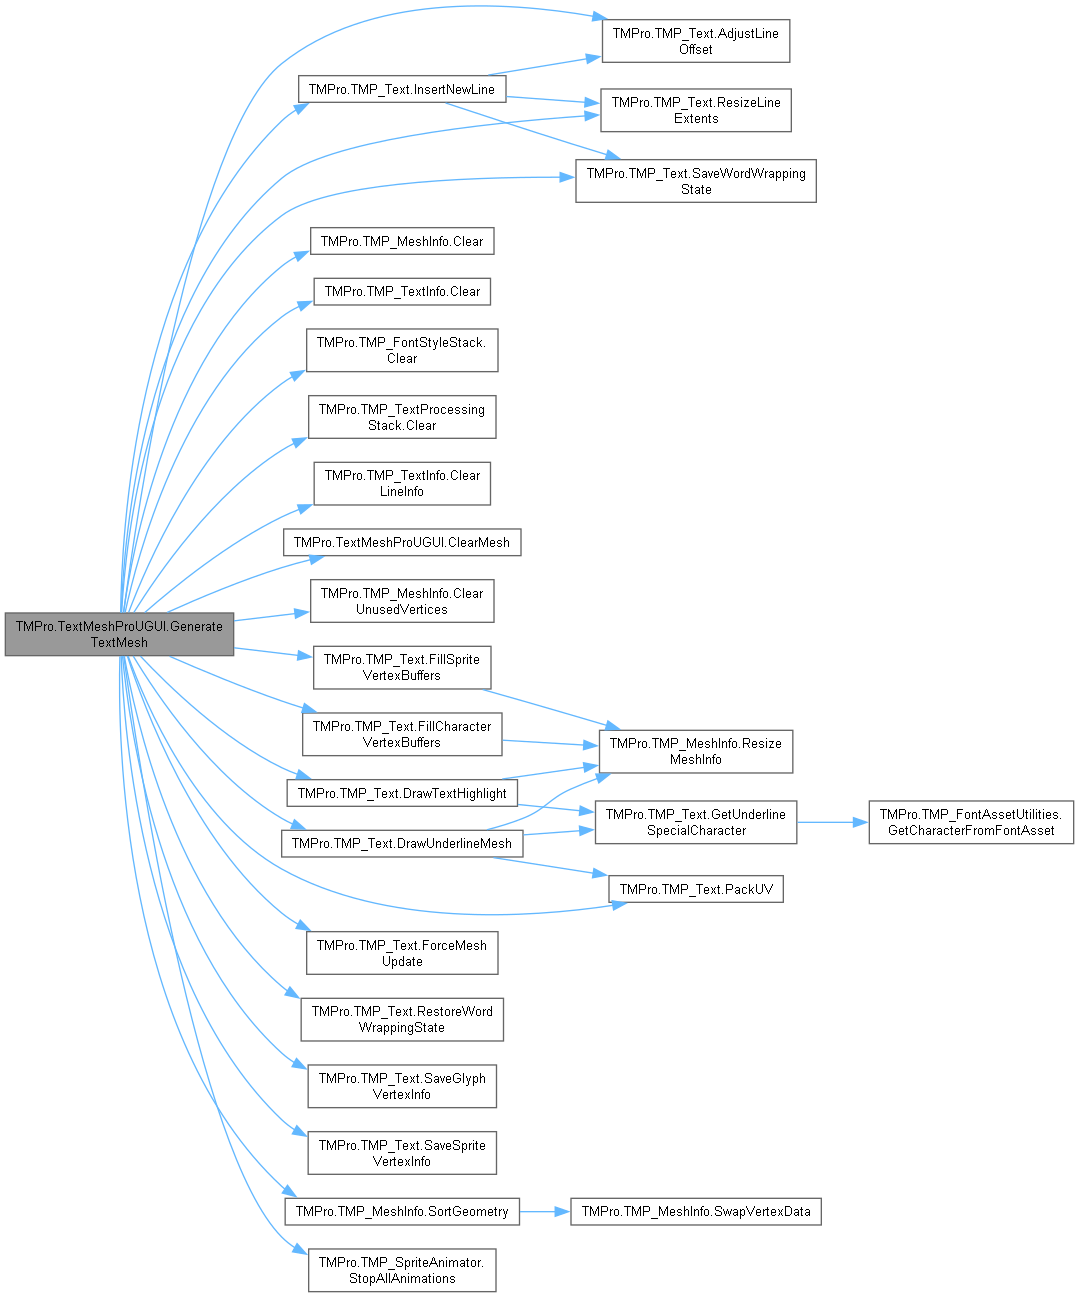 TMPro.TMP_Text.AdjustLine
Offset
TMPro.TMP_Text.InsertNewLine
TMPro.TMP_Text.ResizeLine
Extents
TMPro.TMP_Text.SaveWordWrapping
State
TMPro.TMP_MeshInfo.Clear
TMPro.TMP_TextInfo.Clear
TMPro.TMP_FontStyleStack.
Clear
TMPro.TMP_TextProcessing
Stack.Clear
TMPro.TMP_TextInfo.Clear
LineInfo
TMPro.TextMeshProUGUI.ClearMesh
TMPro.TMP_MeshInfo.Clear
UnusedVertices
TMPro.TextMeshProUGUI.Generate
TextMesh
TMPro.TMP_Text.FillSprite
VertexBuffers
TMPro.TMP_Text.FillCharacter
VertexBuffers
TMPro.TMP_MeshInfo.Resize
MeshInfo
TMPro.TMP_Text.DrawTextHighlight
TMPro.TMP_Text.GetUnderline
SpecialCharacter
TMPro.TMP_FontAssetUtilities.
GetCharacterFromFontAsset
TMPro.TMP_Text.DrawUnderlineMesh
TMPro.TMP_Text.PackUV
TMPro.TMP_Text.ForceMesh
Update
TMPro.TMP_Text.RestoreWord
WrappingState
TMPro.TMP_Text.SaveGlyph
VertexInfo
TMPro.TMP_Text.SaveSprite
VertexInfo
TMPro.TMP_MeshInfo.SortGeometry
TMPro.TMP_MeshInfo.SwapVertexData
TMPro.TMP_SpriteAnimator.
StopAllAnimations